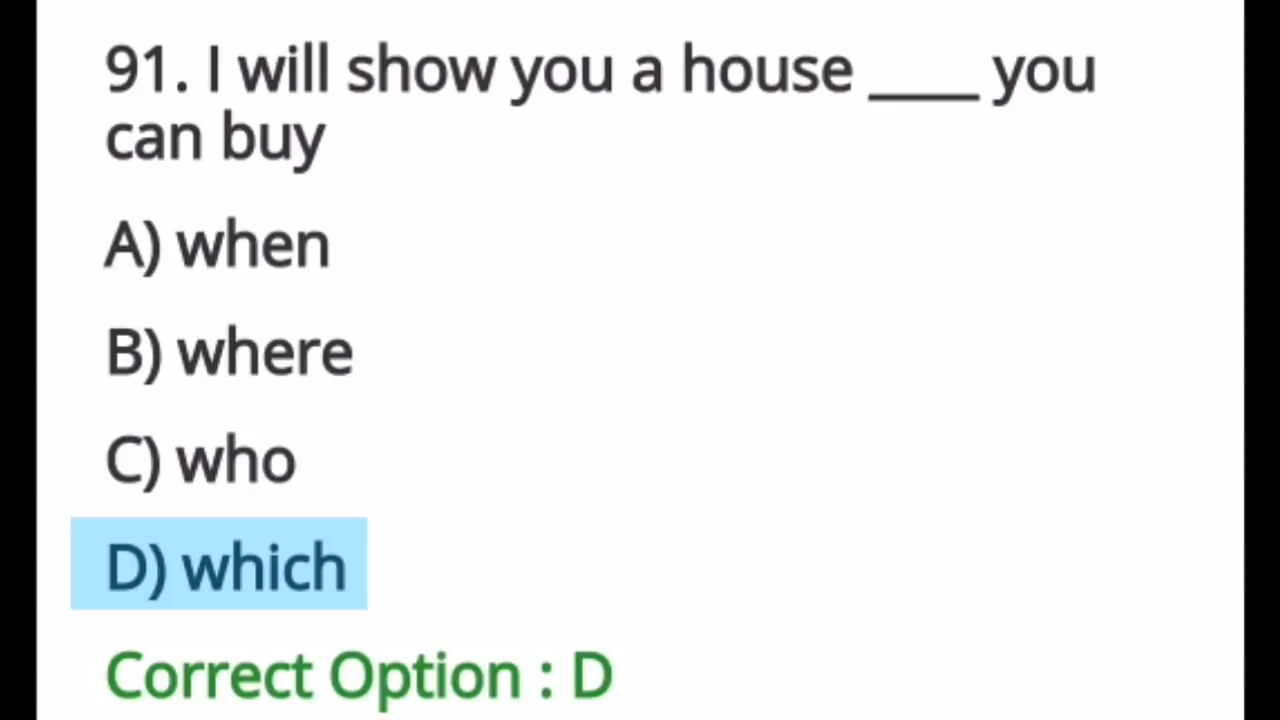 91. I will show you a house ____ you
can buy
A) when
B) where
C) who
D) which
Correct Option : D